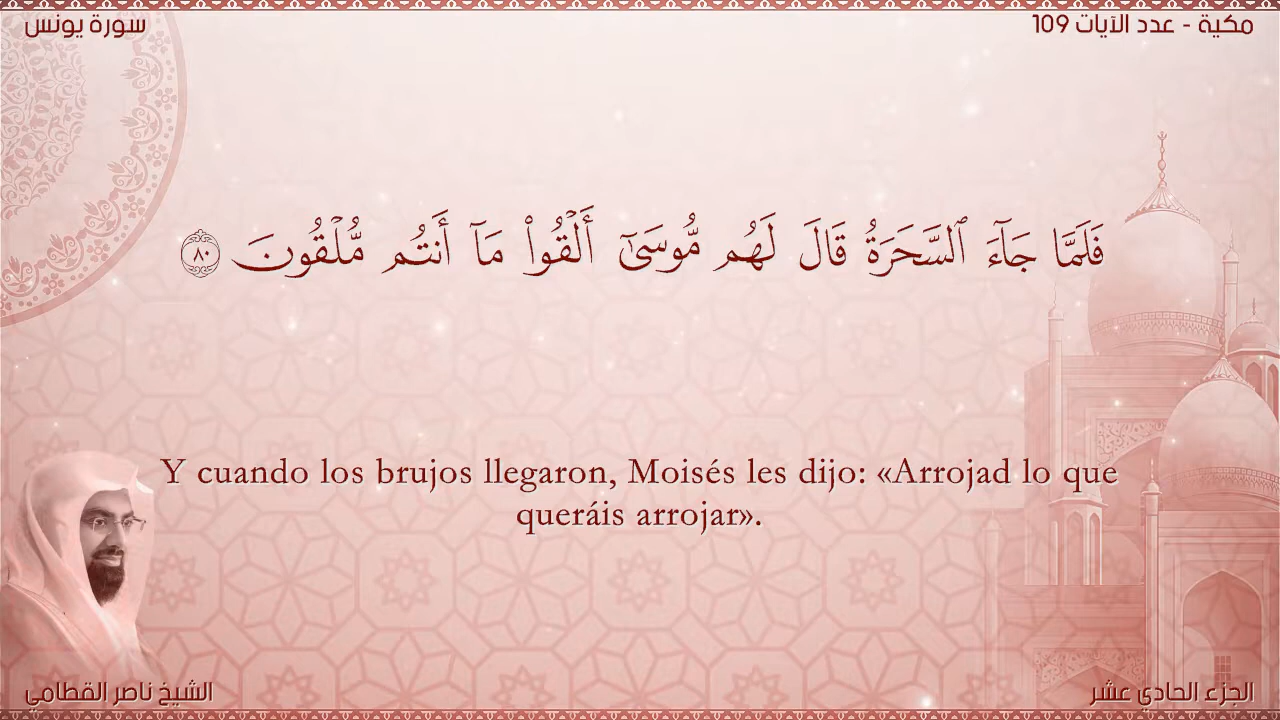 مكية - عدد الآيات 109
سورة يونس
فَلَمَّا جَآءَ ٱلسَّحَرَةُ قَالَ لَهُم مُّوسَىٰٓ أَلْقُوا۟ مَآ أَنتُم مُّلْقُونَ ٨٠
Y cuando los brujos llegaron, Moisés les dijo: «Arrojad lo que
queráis arrojar».
الجزء الحادي عشر
الشيخ ناصر القطامي